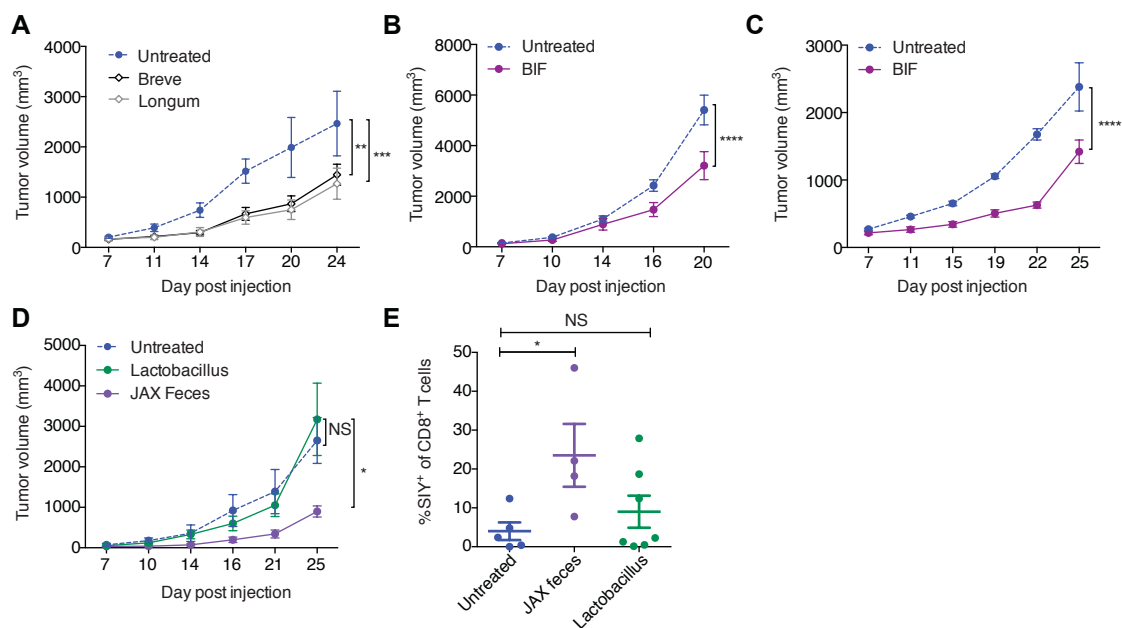 A
Tumor volume (mm³)
4000
3000
2000
1000
0
7 11 14 17 20 24
Day post injection
Untreated
Breve
Longum
**
***
B
Tumor volume (mm³)
8000
6000
4000
2000
0
7 10 14 16 20
Day post injection
Untreated
BIF
****
C
Tumor volume (mm³)
3000
2000
1000
0
7 11 15 19 22 25
Day post injection
Untreated
BIF
****
D
Tumor volume (mm³)
5000
4000
3000
2000
1000
0
7 10 14 16 21 25
Day post injection
Untreated
Lactobacillus
JAX Feces
NS
*
E
%SIY⁺ of CD8⁺ T cells
50
40
30
20
10
0
NS
*
Untreated
JAX feces
Lactobacillus